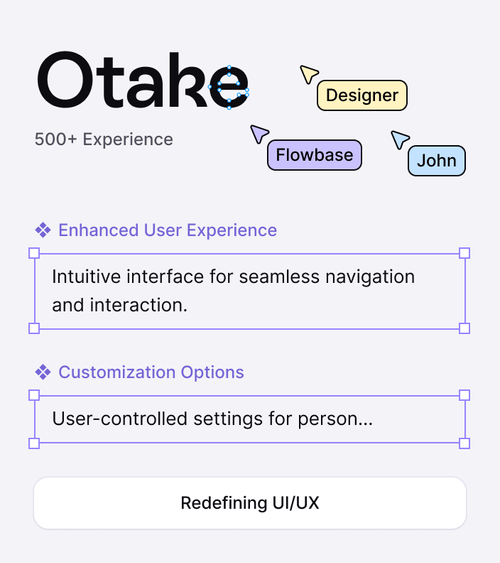 Otake
Designer
500+ Experience
Flowbase
John
Enhanced User Experience
Intuitive interface for seamless navigation
and interaction.
Customization Options
User-controlled settings for person...
Redefining UI/UX